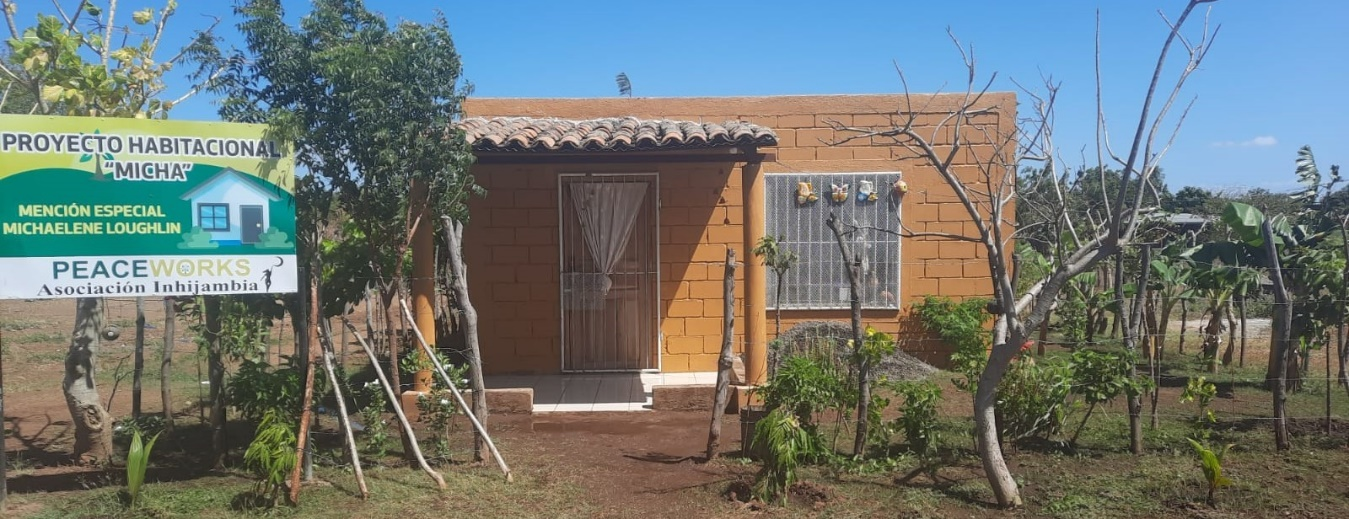 PROYECTO HABITACIONAL
"MICHA"
MENCIÓN ESPECIAL
MICHAELENE LOUGHLIN
PEACEWORKS
Asociación Inhijambia